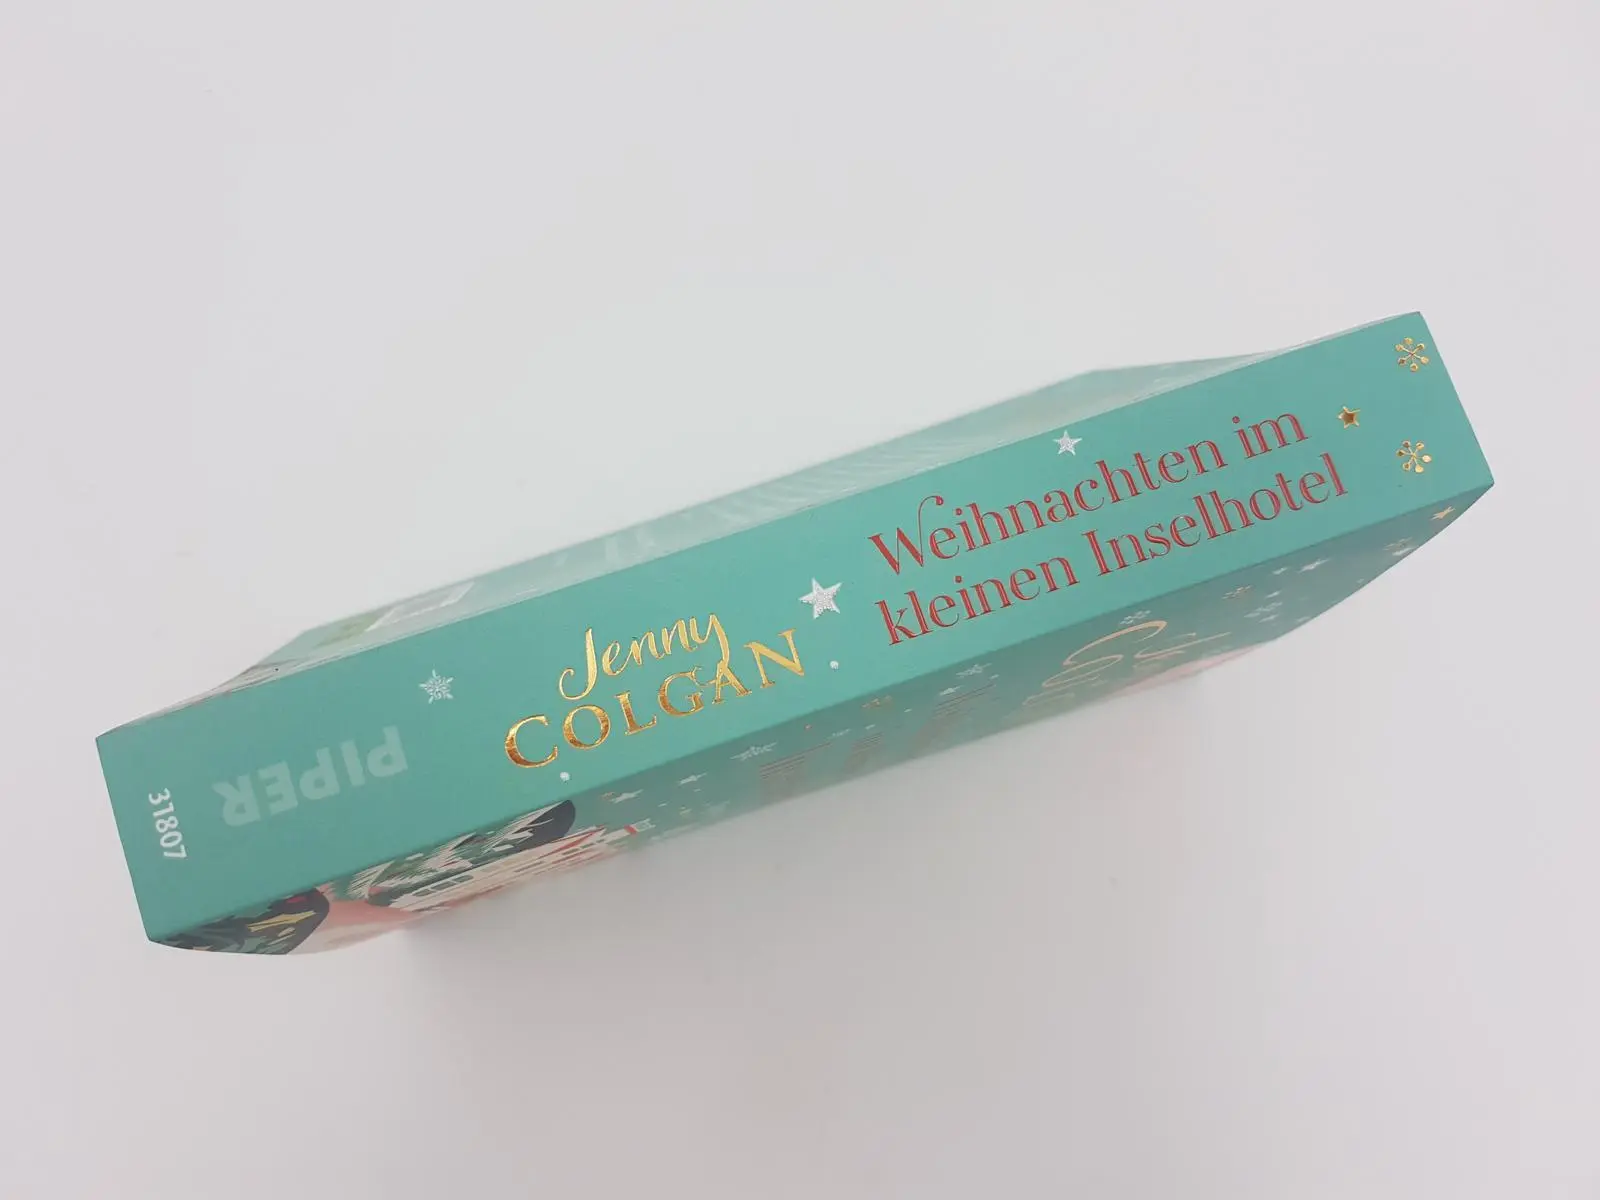 Jenny
COLGAN
Weihnachten im
kleinen Inselhotel
PIPER
31807